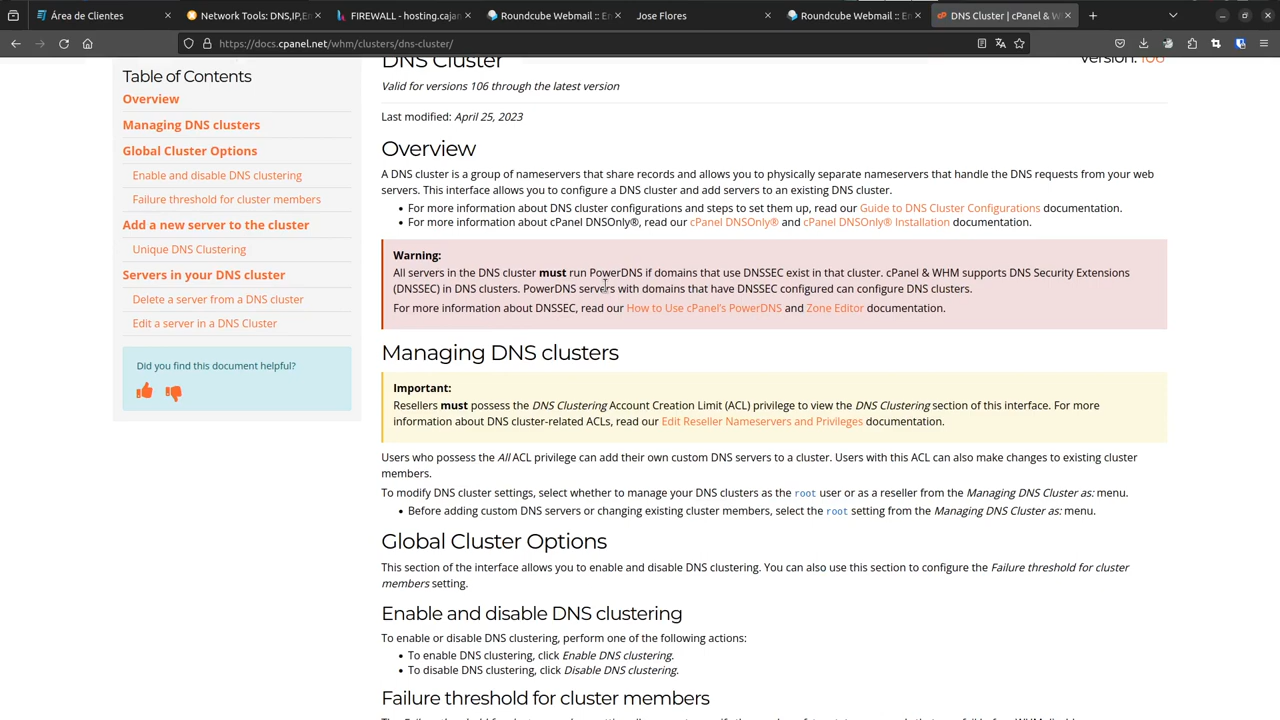 Área de Clientes
Network Tools: DNS,IP,E
FIREWALL - hosting.caja
Roundcube Webmail :: E
Jose Flores
Roundcube Webmail :: E
DNS Cluster | cPanel & W
https://docs.cpanel.net/whm/clusters/dns-cluster/
Table of Contents
Overview
Managing DNS clusters
Global Cluster Options
Enable and disable DNS clustering
Failure threshold for cluster members
Add a new server to the cluster
Unique DNS Clustering
Servers in your DNS cluster
Delete a server from a DNS cluster
Edit a server in a DNS Cluster
Did you find this document helpful?
DNS Cluster
Version: 106
Valid for versions 106 through the latest version
Last modified: April 25, 2023
Overview
A DNS cluster is a group of nameservers that share records and allows you to physically separate nameservers that handle the DNS requests from your web
servers. This interface allows you to configure a DNS cluster and add servers to an existing DNS cluster.
• For more information about DNS cluster configurations and steps to set them up, read our Guide to DNS Cluster Configurations documentation.
• For more information about cPanel DNSOnly®, read our cPanel DNSOnly® and cPanel DNSOnly® Installation documentation.
Warning:
All servers in the DNS cluster must run PowerDNS if domains that use DNSSEC exist in that cluster. cPanel & WHM supports DNS Security Extensions
(DNSSEC) in DNS clusters. PowerDNS servers with domains that have DNSSEC configured can configure DNS clusters.
For more information about DNSSEC, read our How to Use cPanel's PowerDNS and Zone Editor documentation.
Managing DNS clusters
Important:
Resellers must possess the DNS Clustering Account Creation Limit (ACL) privilege to view the DNS Clustering section of this interface. For more
information about DNS cluster-related ACLs, read our Edit Reseller Nameservers and Privileges documentation.
Users who possess the All ACL privilege can add their own custom DNS servers to a cluster. Users with this ACL can also make changes to existing cluster
members.
To modify DNS cluster settings, select whether to manage your DNS clusters as the root user or as a reseller from the Managing DNS Cluster as: menu.
• Before adding custom DNS servers or changing existing cluster members, select the root setting from the Managing DNS Cluster as: menu.
Global Cluster Options
This section of the interface allows you to enable and disable DNS clustering. You can also use this section to configure the Failure threshold for cluster
members setting.
Enable and disable DNS clustering
To enable or disable DNS clustering, perform one of the following actions:
• To enable DNS clustering, click Enable DNS clustering.
• To disable DNS clustering, click Disable DNS clustering.
Failure threshold for cluster members